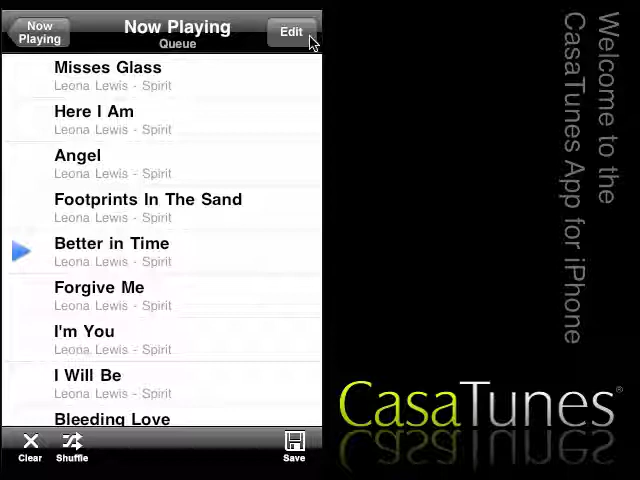 Now
Playing
Now Playing
Queue
Edit
Misses Glass
Leona Lewis - Spirit
Here I Am
Leona Lewis - Spirit
Angel
Leona Lewis - Spirit
Footprints In The Sand
Leona Lewis - Spirit
Better in Time
Leona Lewis - Spirit
Forgive Me
Leona Lewis - Spirit
I'm You
Leona Lewis - Spirit
I Will Be
Leona Lewis - Spirit
Bleeding Love
Clear
Shuffle
Save
Welcome to the
CasaTunes App for iPhone
CasaTunes®